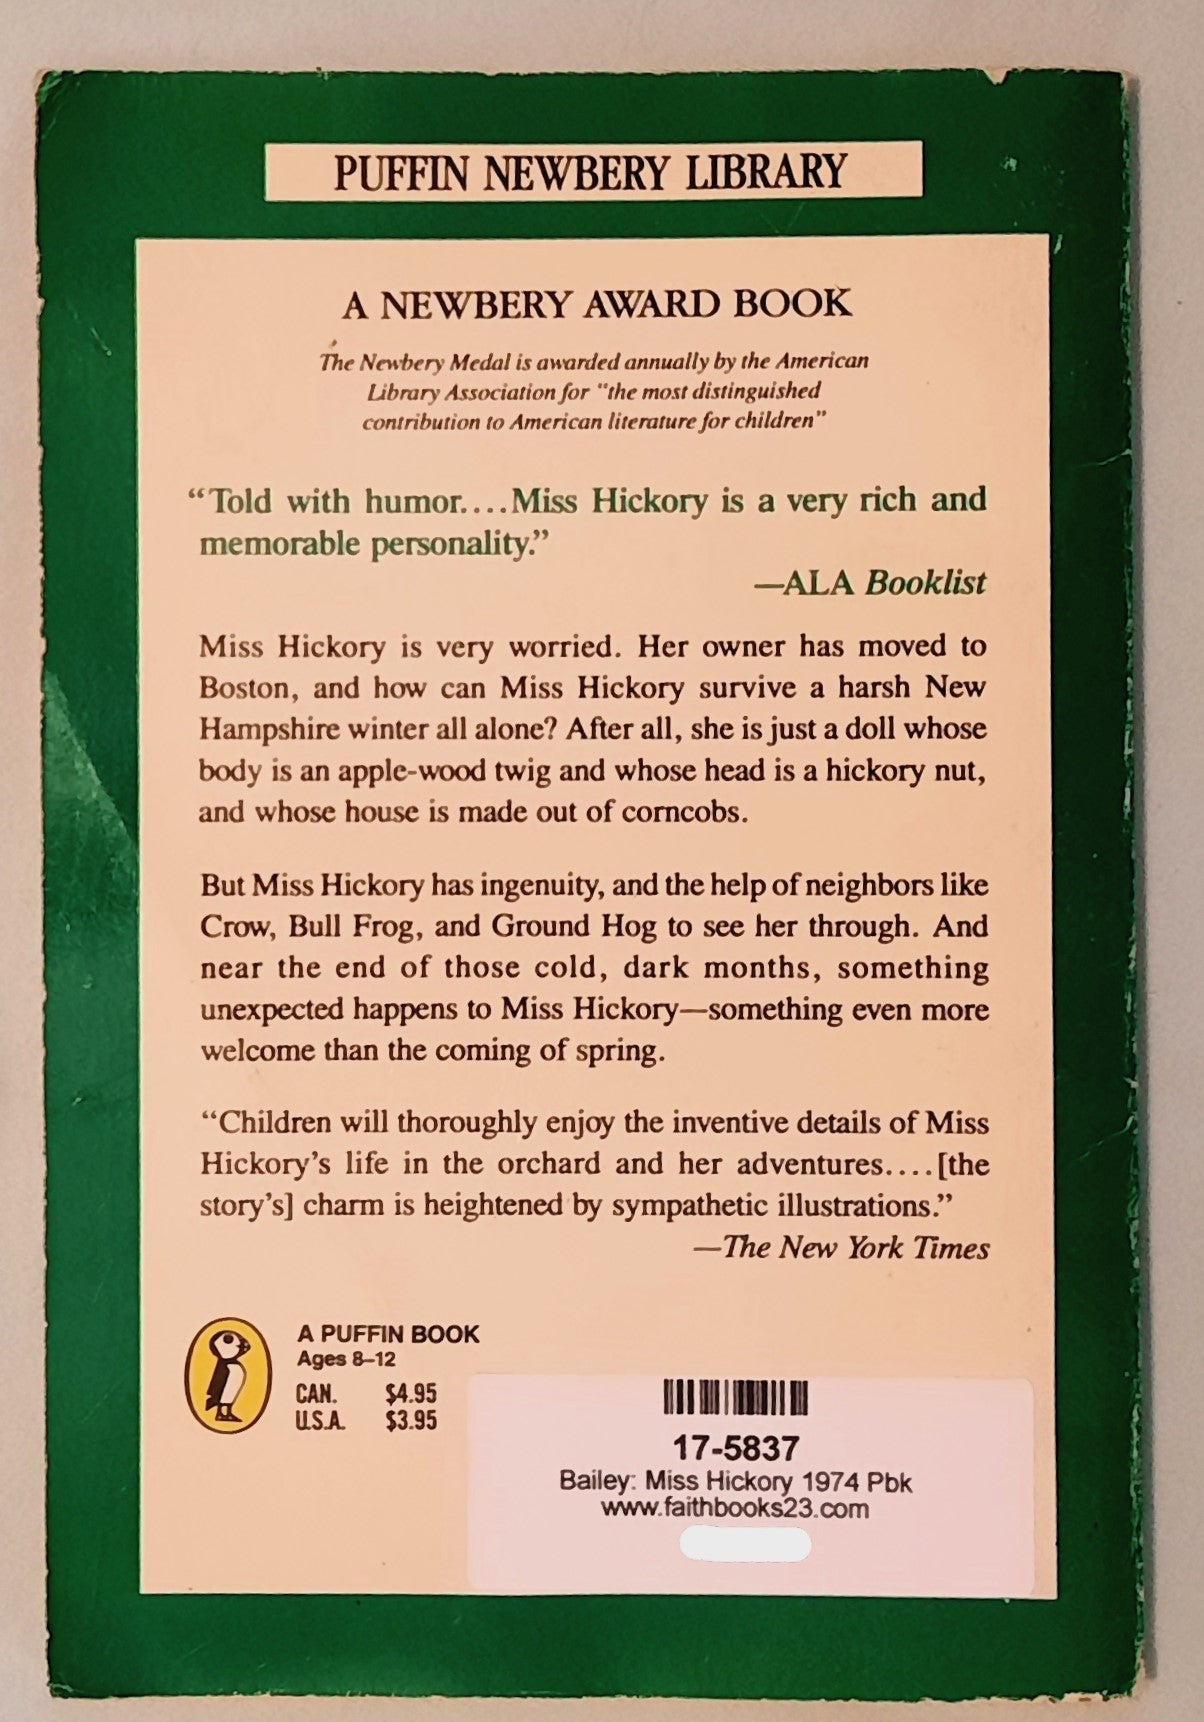 PUFFIN NEWBERY LIBRARY
A NEWBERY AWARD BOOK
The Newbery Medal is awarded annually by the American
Library Association for "the most distinguished
contribution to American literature for children"
“Told with humor....Miss Hickory is a very rich and
memorable personality.”
—ALA Booklist
Miss Hickory is very worried. Her owner has moved to
Boston, and how can Miss Hickory survive a harsh New
Hampshire winter all alone? After all, she is just a doll whose
body is an apple-wood twig and whose head is a hickory nut,
and whose house is made out of corncobs.
But Miss Hickory has ingenuity, and the help of neighbors like
Crow, Bull Frog, and Ground Hog to see her through. And
near the end of those cold, dark months, something
unexpected happens to Miss Hickory—something even more
welcome than the coming of spring.
“Children will thoroughly enjoy the inventive details of Miss
Hickory’s life in the orchard and her adventures....[the
story’s] charm is heightened by sympathetic illustrations.”
—The New York Times
A PUFFIN BOOK
Ages 8–12
CAN. $4.95
U.S.A. $3.95
17-5837
Bailey: Miss Hickory 1974 Pbk
www.faithbooks23.com